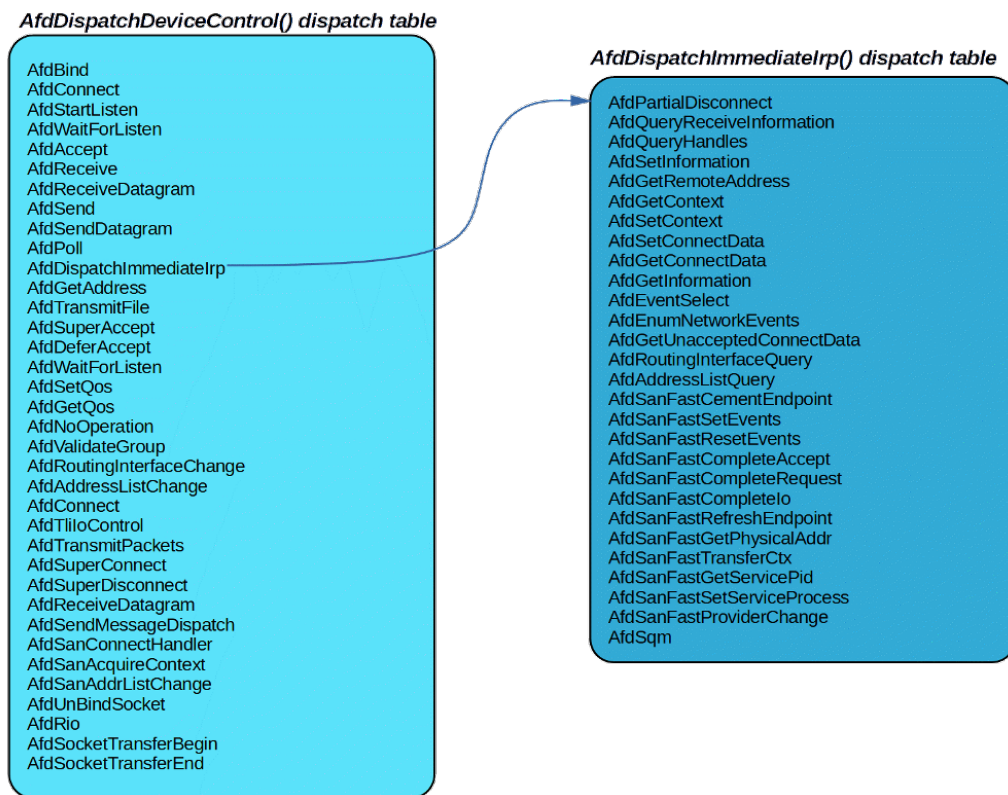 AfdDispatchDeviceControl() dispatch table
AfdBind
AfdConnect
AfdStartListen
AfdWaitForListen
AfdAccept
AfdReceive
AfdReceiveDatagram
AfdSend
AfdSendDatagram
AfdPoll
AfdDispatchImmediateIrp
AfdGetAddress
AfdTransmitFile
AfdSuperAccept
AfdDeferAccept
AfdWaitForListen
AfdSetQos
AfdGetQos
AfdNoOperation
AfdValidateGroup
AfdRoutingInterfaceChange
AfdAddressListChange
AfdConnect
AfdTliIoControl
AfdTransmitPackets
AfdSuperConnect
AfdSuperDisconnect
AfdReceiveDatagram
AfdSendMessageDispatch
AfdSanConnectHandler
AfdSanAcquireContext
AfdSanAddrListChange
AfdUnBindSocket
AfdRio
AfdSocketTransferBegin
AfdSocketTransferEnd
AfdDispatchImmediateIrp() dispatch table
AfdPartialDisconnect
AfdQueryReceiveInformation
AfdQueryHandles
AfdSetInformation
AfdGetRemoteAddress
AfdGetContext
AfdSetContext
AfdSetConnectData
AfdGetConnectData
AfdGetInformation
AfdEventSelect
AfdEnumNetworkEvents
AfdGetUnacceptedConnectData
AfdRoutingInterfaceQuery
AfdAddressListQuery
AfdSanFastCementEndpoint
AfdSanFastSetEvents
AfdSanFastResetEvents
AfdSanFastCompleteAccept
AfdSanFastCompleteRequest
AfdSanFastCompleteIo
AfdSanFastRefreshEndpoint
AfdSanFastGetPhysicalAddr
AfdSanFastTransferCtx
AfdSanFastGetServicePid
AfdSanFastSetServiceProcess
AfdSanFastProviderChange
AfdSqm